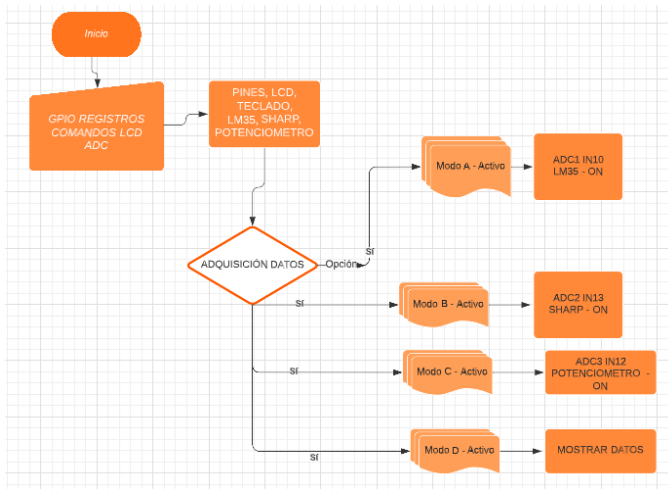 Inicio
GPIO REGISTROS
COMANDOS LCD
ADC
PINES, LCD,
TECLADO,
LM35, SHARP,
POTENCIOMETRO
ADQUISICIÓN DATOS
Opción
Sí
Modo A - Activo
ADC1 IN10
LM35 - ON
Sí
Modo B - Activo
ADC2 IN13
SHARP - ON
Sí
Modo C - Activo
ADC3 IN12
POTENCIOMETRO -
ON
Sí
Modo D - Activo
MOSTRAR DATOS